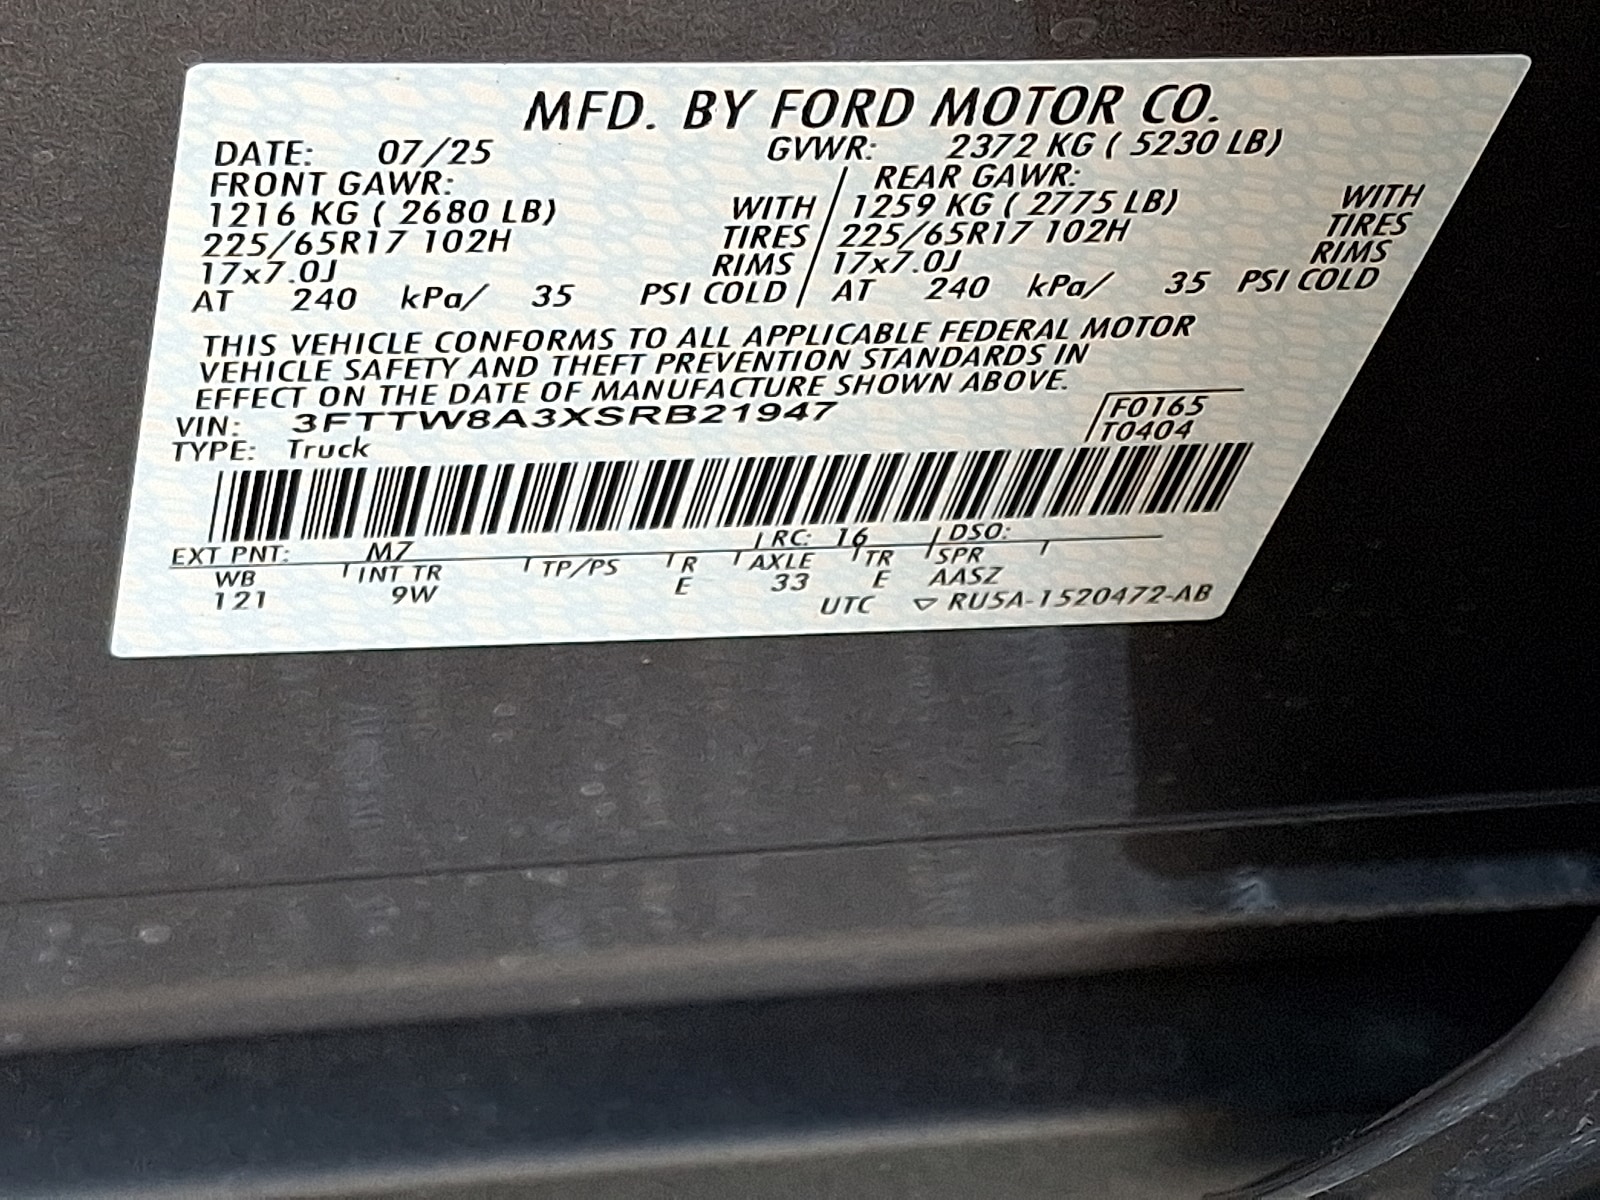 MFD. BY FORD MOTOR CO.
DATE: 07/25 GVWR: 2372 KG ( 5230 LB)
FRONT GAWR: REAR GAWR:
1216 KG ( 2680 LB) WITH / 1259 KG ( 2775 LB) WITH
225/65R17 102H TIRES / 225/65R17 102H TIRES
17x7.0J RIMS / 17x7.0J RIMS
AT 240 kPa/ 35 PSI COLD / AT 240 kPa/ 35 PSI COLD
THIS VEHICLE CONFORMS TO ALL APPLICABLE FEDERAL MOTOR
VEHICLE SAFETY AND THEFT PREVENTION STANDARDS IN
EFFECT ON THE DATE OF MANUFACTURE SHOWN ABOVE.
VIN: 3FTTW8A3XSRB21947 F0165
TYPE: Truck T0404
EXT PNT: M7 RC: 16 DSO:
WB INT TR TP/PS R AXLE TR SPR
121 9W E 33 E AASZ
UTC ▽ RU5A-1520472-AB